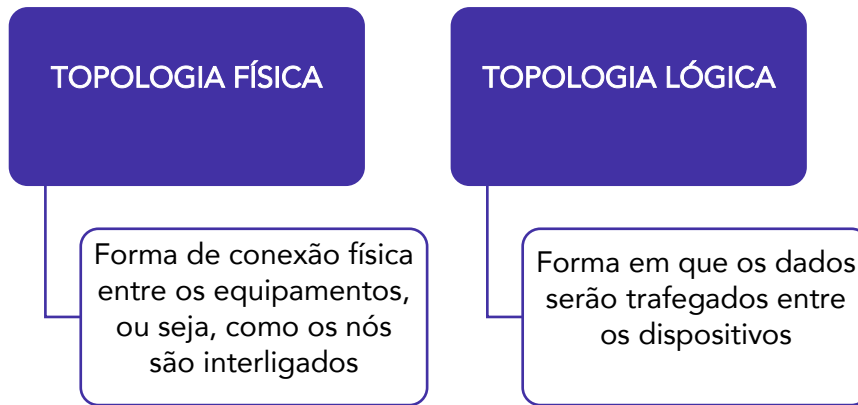 TOPOLOGIA FÍSICA
Forma de conexão física
entre os equipamentos,
ou seja, como os nós
são interligados
TOPOLOGIA LÓGICA
Forma em que os dados
serão trafegados entre
os dispositivos